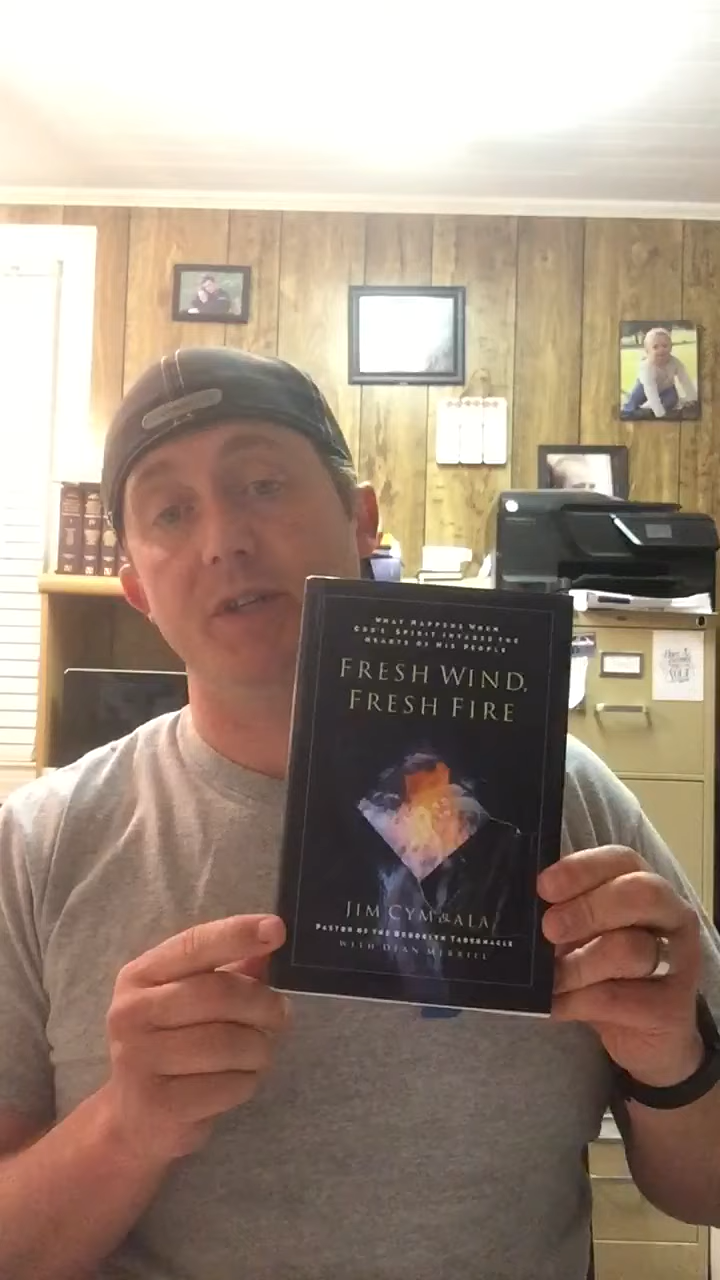 WHAT HAPPENS WHEN
GOD'S SPIRIT INVADES THE
HEARTS OF HIS PEOPLE
FRESH WIND,
FRESH FIRE
JIM CYMBALA
PASTOR OF THE BROOKLYN TABERNACLE
WITH DEAN MERRILL